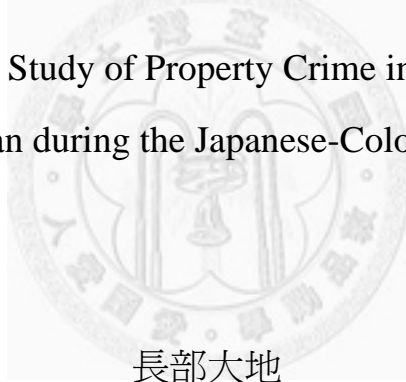 Study of Property Crime in
an during the Japanese-Colo
長部大地